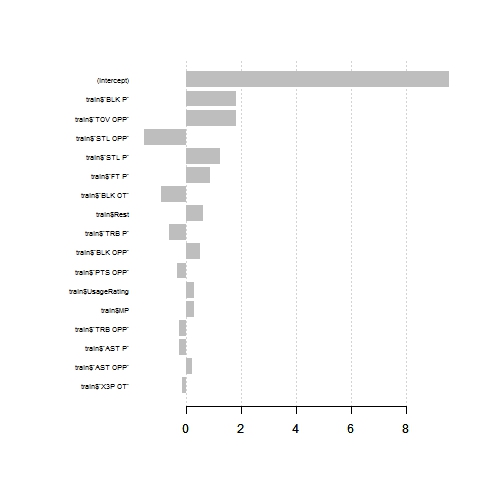 (Intercept)
train$`BLK P`
train$`TOV OPP`
train$`STL OPP`
train$`STL P`
train$`FT P`
train$`BLK OT`
train$Rest
train$`TRB P`
train$`BLK OPP`
train$`PTS OPP`
train$UsageRating
train$MP
train$`TRB OPP`
train$`AST P`
train$`AST OPP`
train$`X3P OT`
0 2 4 6 8